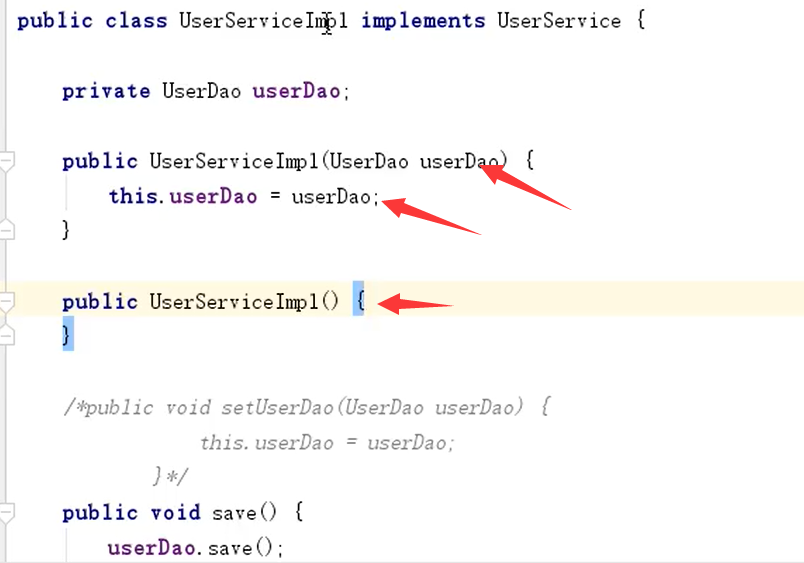 public class UserServiceImpl implements UserService {
private UserDao userDao;
public UserServiceImpl(UserDao userDao) {
this.userDao = userDao;
}
public UserServiceImpl() {
}
/*public void setUserDao(UserDao userDao) {
this.userDao = userDao;
}*/
public void save() {
userDao.save();